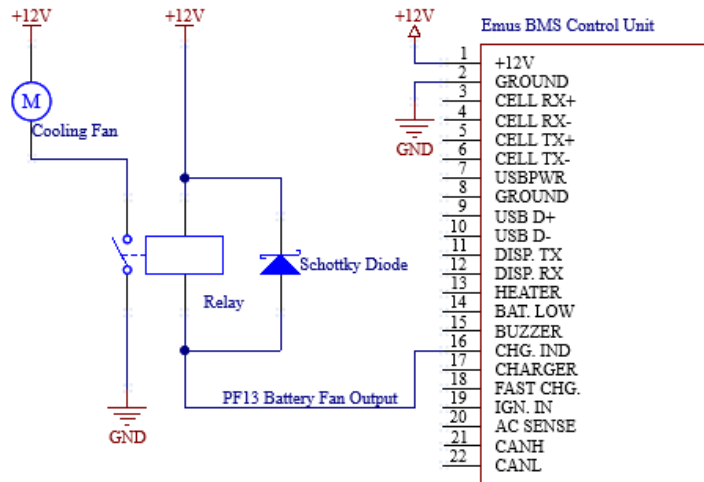 +12V
+12V
+12V
Emus BMS Control Unit
1 +12V
2 GROUND
3 CELL RX+
4 CELL RX-
5 CELL TX+
6 CELL TX-
7 USBPWR
8 GROUND
9 USB D+
10 USB D-
11 DISP. TX
12 DISP. RX
13 HEATER
14 BAT. LOW
15 BUZZER
16 CHG. IND
17 CHARGER
18 FAST CHG.
19 IGN. IN
20 AC SENSE
21 CANH
22 CANL
M
Cooling Fan
GND
Schottky Diode
Relay
PF13 Battery Fan Output
GND